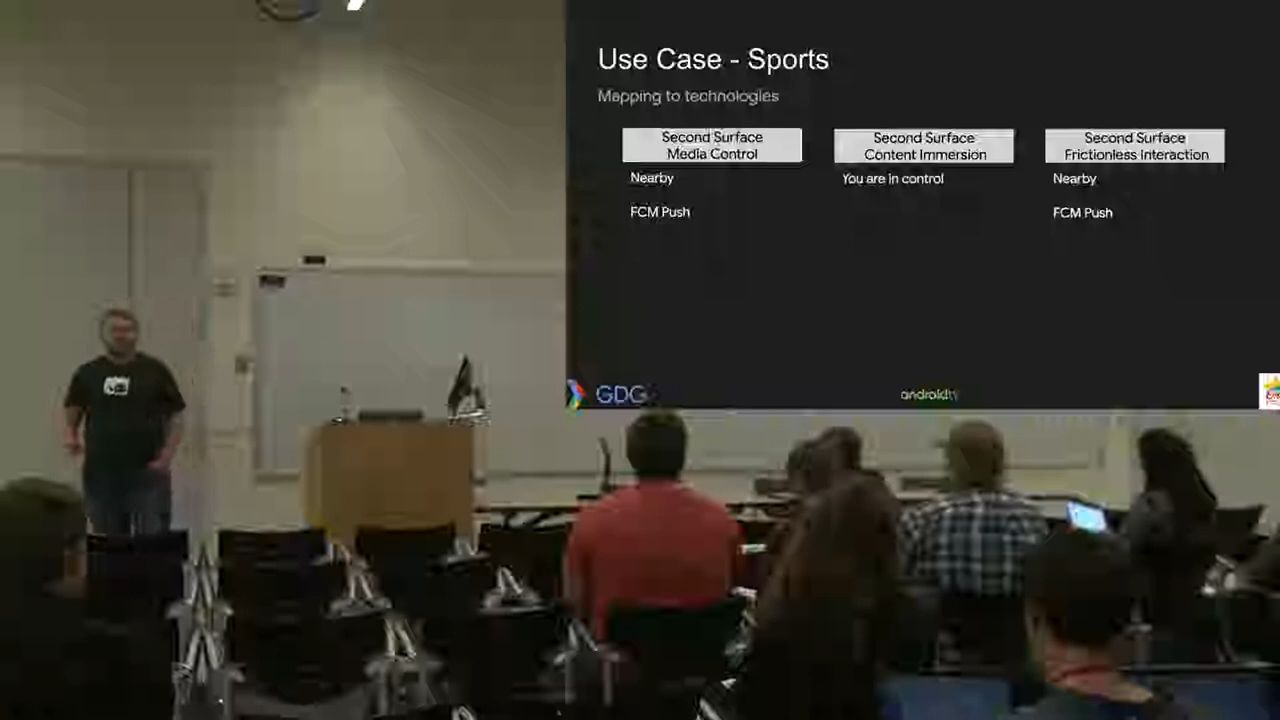 Use Case - Sports
Mapping to technologies
Second Surface
Media Control
Second Surface
Content Immersion
Second Surface
Frictionless Interaction
Nearby
You are in control
Nearby
FCM Push
FCM Push
GDG
androidtv